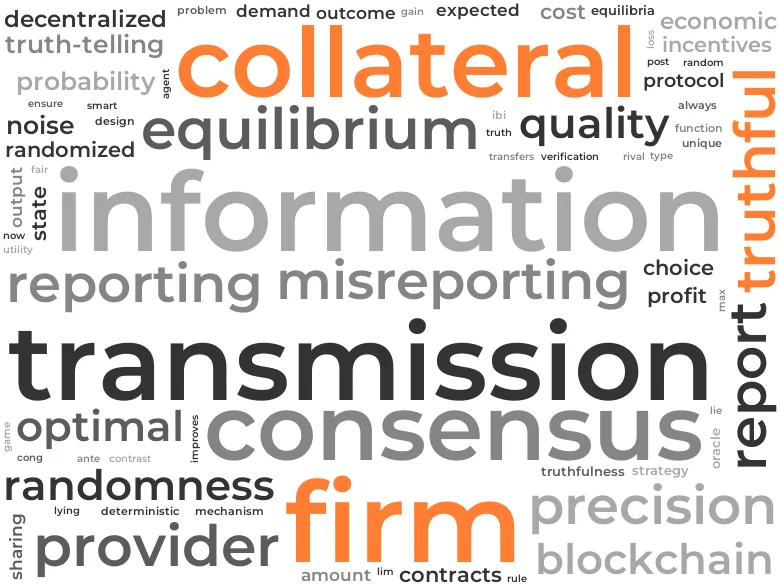 decentralized
problem
demand
outcome
gain
expected
cost
equilibria
economic
truth-telling
incentives
loss
collateral
post
random
probability
agent
protocol
truthful
ensure
smart
noise
design
equilibrium
ibi
truth
quality
always
function
unique
randomized
transfers
verification
rival
type
output
fair
state
information
now
utility
reporting
misreporting
choice
profit
max
transmission
report
optimal
consensus
lie
game
improves
oracle
cong
ante
contrast
truthfulness
strategy
randomness
firm
precision
lying
deterministic
mechanism
sharing
provider
blockchain
amount
lim
contracts
rule